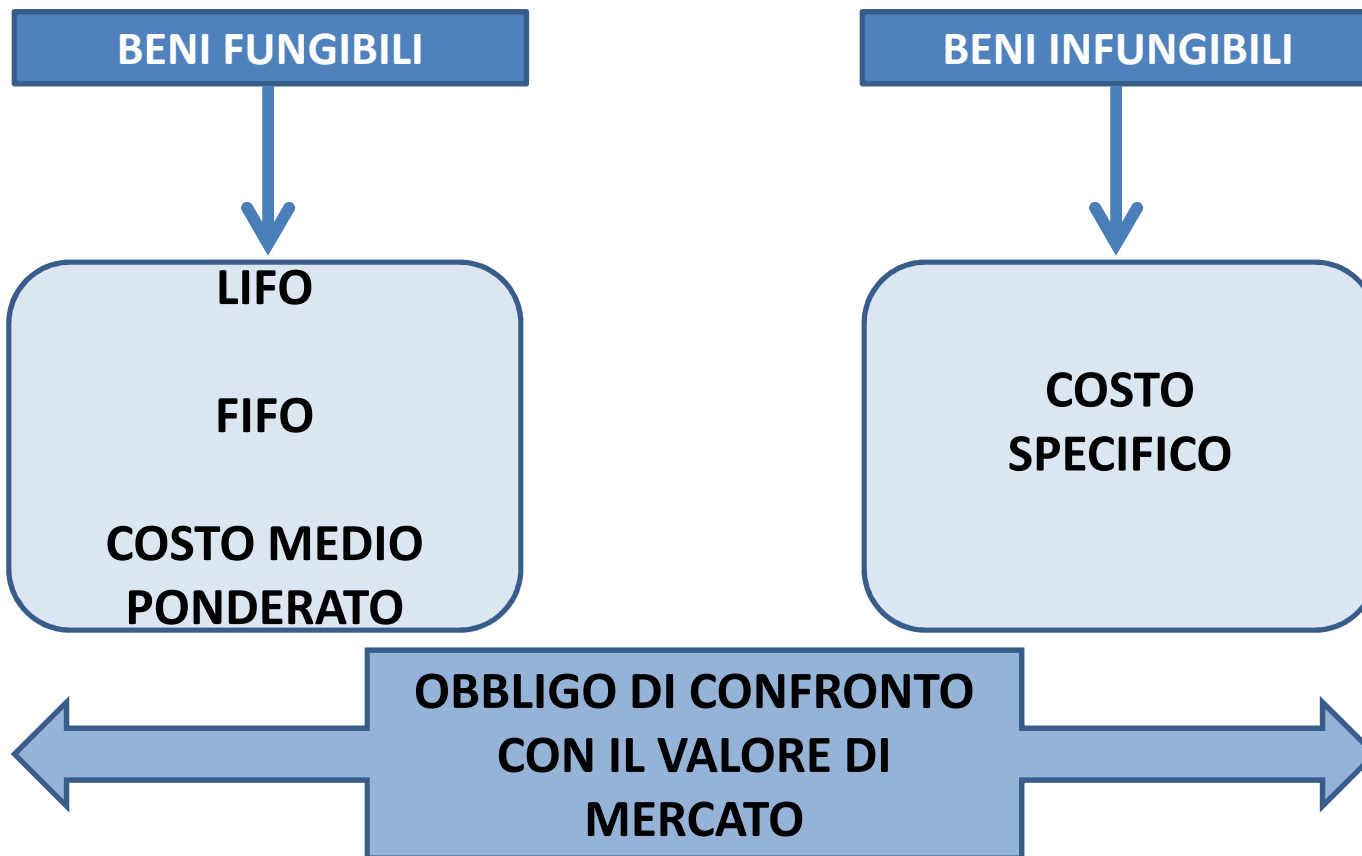 BENI FUNGIBILI
BENI INFUNGIBILI
LIFO
FIFO
COSTO MEDIO
PONDERATO
COSTO
SPECIFICO
OBBLIGO DI CONFRONTO
CON IL VALORE DI
MERCATO